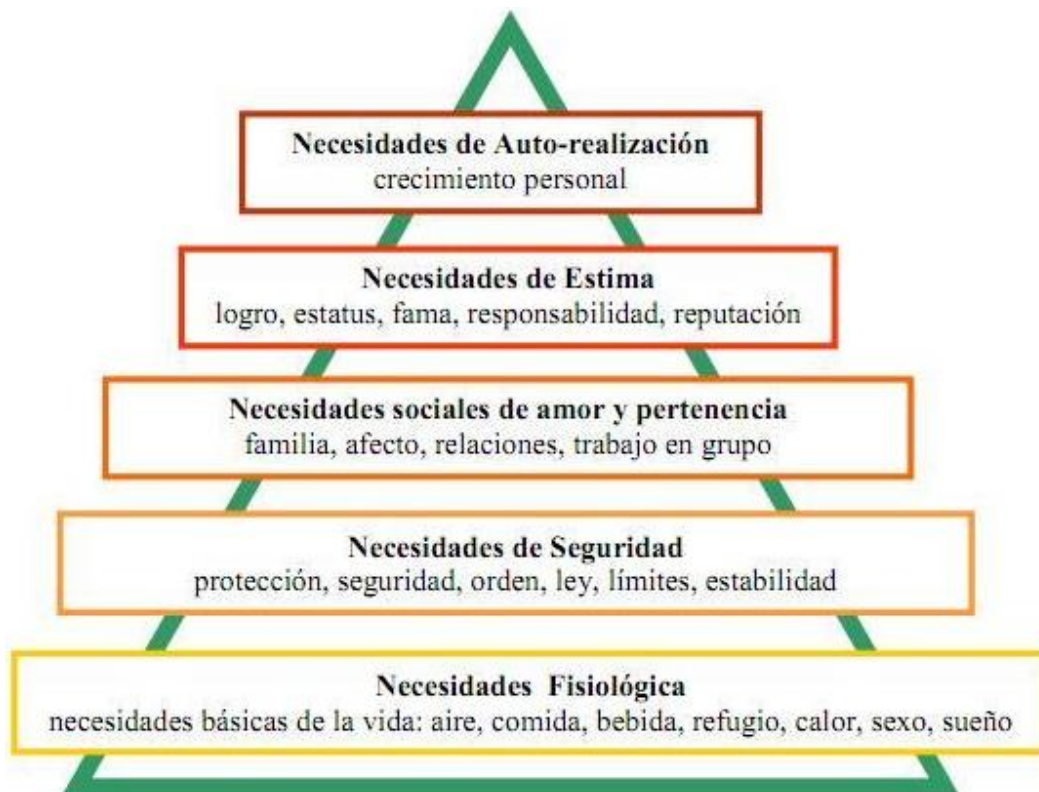 Necesidades de Auto-realización
crecimiento personal
Necesidades de Estima
logro, estatus, fama, responsabilidad, reputación
Necesidades sociales de amor y pertenencia
familia, afecto, relaciones, trabajo en grupo
Necesidades de Seguridad
protección, seguridad, orden, ley, límites, estabilidad
Necesidades Fisiológica
necesidades básicas de la vida: aire, comida, bebida, refugio, calor, sexo, sueño